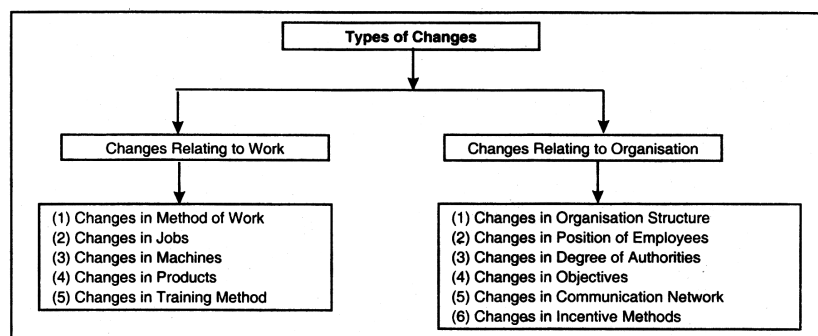 Types of Changes
Changes Relating to Work
Changes Relating to Organisation
(1) Changes in Method of Work
(2) Changes in Jobs
(3) Changes in Machines
(4) Changes in Products
(5) Changes in Training Method
(1) Changes in Organisation Structure
(2) Changes in Position of Employees
(3) Changes in Degree of Authorities
(4) Changes in Objectives
(5) Changes in Communication Network
(6) Changes in Incentive Methods